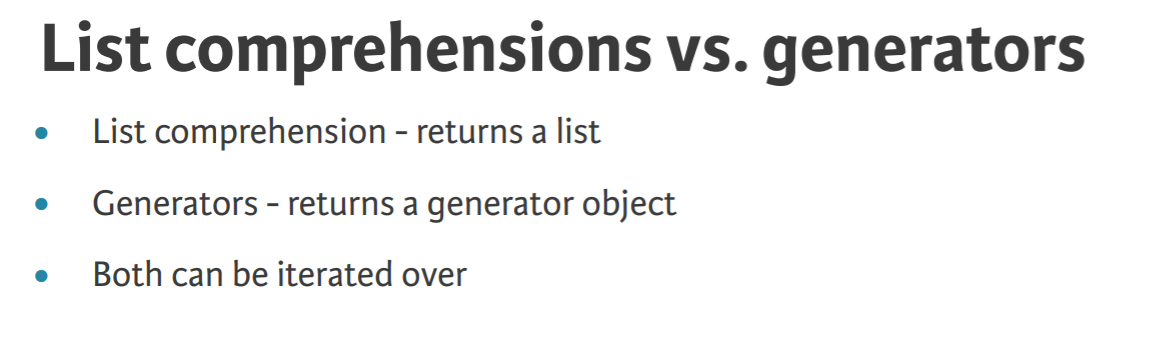 List comprehensions vs. generators
• List comprehension - returns a list
• Generators - returns a generator object
• Both can be iterated over